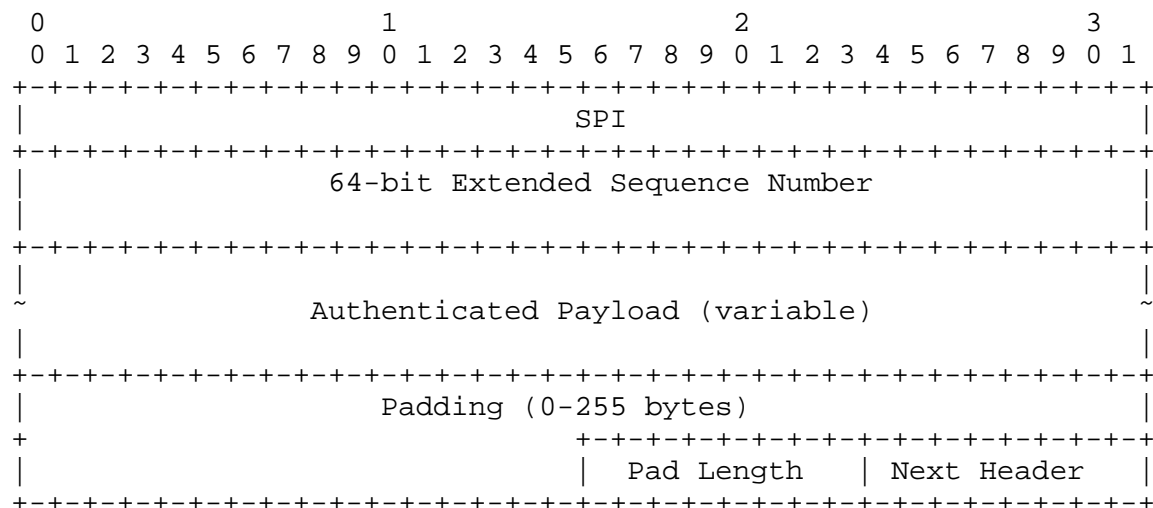 0                   1                   2                   3
 0 1 2 3 4 5 6 7 8 9 0 1 2 3 4 5 6 7 8 9 0 1 2 3 4 5 6 7 8 9 0 1
+-+-+-+-+-+-+-+-+-+-+-+-+-+-+-+-+-+-+-+-+-+-+-+-+-+-+-+-+-+-+-+-+
|                               SPI                             |
+-+-+-+-+-+-+-+-+-+-+-+-+-+-+-+-+-+-+-+-+-+-+-+-+-+-+-+-+-+-+-+-+
|                 64-bit Extended Sequence Number               |
|                                                               |
+-+-+-+-+-+-+-+-+-+-+-+-+-+-+-+-+-+-+-+-+-+-+-+-+-+-+-+-+-+-+-+-+
|                                                               |
~                Authenticated Payload (variable)               ~
|                                                               |
+-+-+-+-+-+-+-+-+-+-+-+-+-+-+-+-+-+-+-+-+-+-+-+-+-+-+-+-+-+-+-+-+
|                    Padding (0-255 bytes)                      |
+                               +-+-+-+-+-+-+-+-+-+-+-+-+-+-+-+-+
|                               |  Pad Length   | Next Header   |
+-+-+-+-+-+-+-+-+-+-+-+-+-+-+-+-+-+-+-+-+-+-+-+-+-+-+-+-+-+-+-+-+